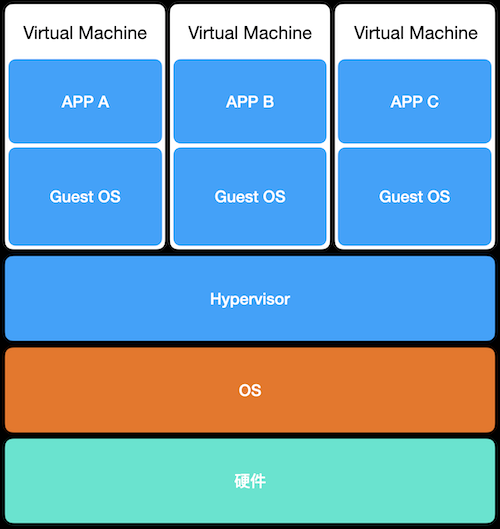 Virtual Machine Virtual Machine Virtual Machine
APP A APP B APP C
Guest OS Guest OS Guest OS
Hypervisor
OS
硬件